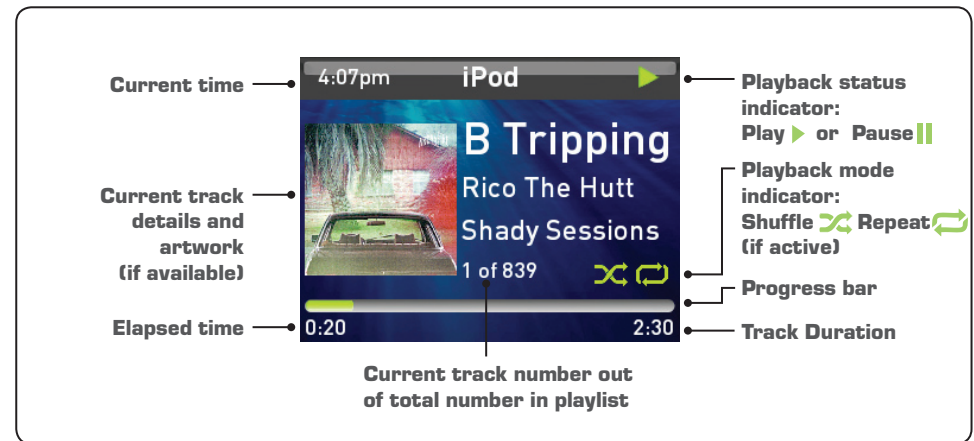 Current time
4:07pm
iPod
Playback status
indicator:
Play or Pause
Current track
details and
artwork
(if available)
B Tripping
Rico The Hutt
Shady Sessions
1 of 839
Playback mode
indicator:
Shuffle Repeat
(if active)
Progress bar
Elapsed time
0:20
2:30
Track Duration
Current track number out
of total number in playlist